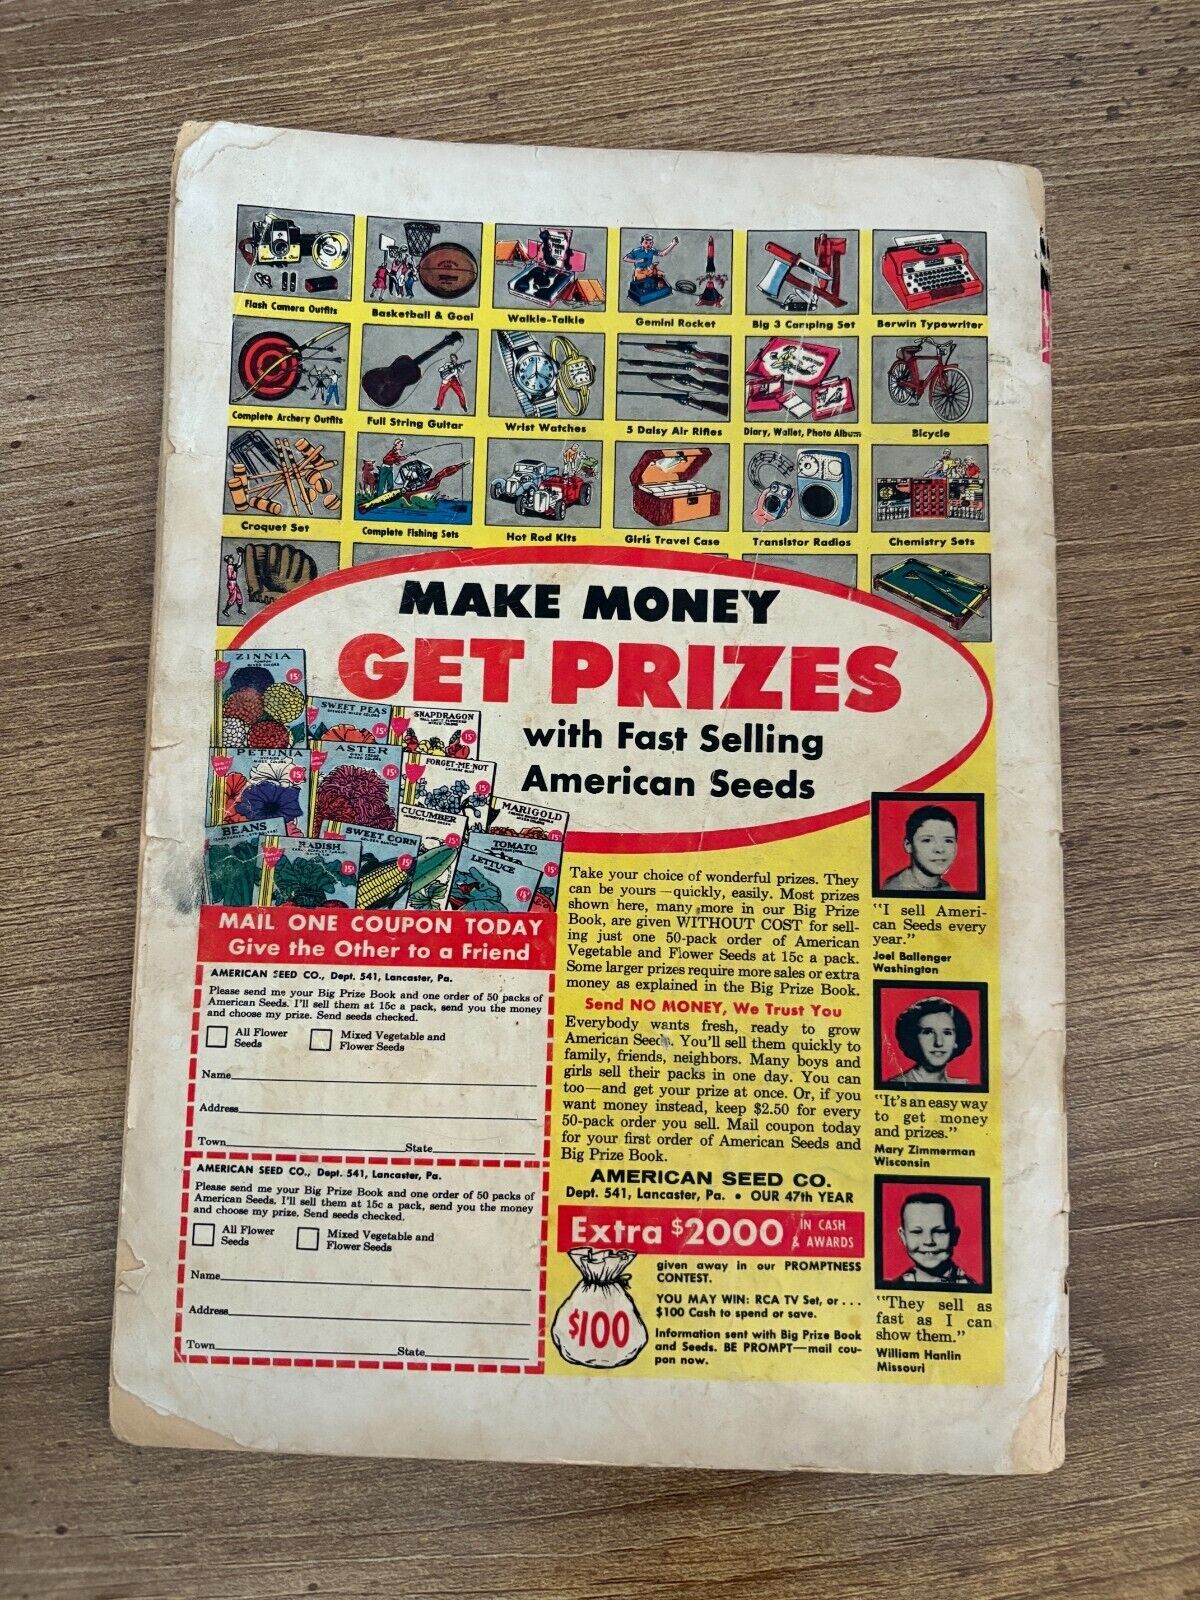 Flash Camera Outfits
Basketball & Goal
Walkie-Talkie
Gemini Rocket
Big 3 Camping Set
Berwin Typewriter
Complete Archery Outfits
Full String Guitar
Wrist Watches
5 Daisy Air Rifles
Diary, Wallet, Photo Album
Bicycle
Croquet Set
Complete Fishing Sets
Hot Rod Kits
Girl's Travel Case
Transistor Radios
Chemistry Sets
MAKE MONEY
GET PRIZES
with Fast Selling
American Seeds
ZINNIA
MIXED COLORS
15¢
SWEET PEAS
15¢
SNAPDRAGON
15¢
PETUNIA
15¢
ASTER
15¢
FORGET-ME-NOT
15¢
CUCUMBER
15¢
MARIGOLD
15¢
BEANS
RADISH
15¢
SWEET CORN
15¢
TOMATO
LETTUCE
15¢
MAIL ONE COUPON TODAY
Give the Other to a Friend
AMERICAN SEED CO., Dept. 541, Lancaster, Pa.
Please send me your Big Prize Book and one order of 50 packs of
American Seeds. I'll sell them at 15c a pack, send you the money
and choose my prize. Send seeds checked.
All Flower
Seeds
Mixed Vegetable and
Flower Seeds
Name
Address
Town State
AMERICAN SEED CO., Dept. 541, Lancaster, Pa.
Please send me your Big Prize Book and one order of 50 packs of
American Seeds. I'll sell them at 15c a pack, send you the money
and choose my prize. Send seeds checked.
All Flower
Seeds
Mixed Vegetable and
Flower Seeds
Name
Address
Town State
Take your choice of wonderful prizes. They
can be yours—quickly, easily. Most prizes
shown here, many more in our Big Prize
Book, are given WITHOUT COST for sel-
ling just one 50-pack order of American
Vegetable and Flower Seeds at 15c a pack.
Some larger prizes require more sales or extra
money as explained in the Big Prize Book.
Send NO MONEY, We Trust You
Everybody wants fresh, ready to grow
American Seeds. You'll sell them quickly to
family, friends, neighbors. Many boys and
girls sell their packs in one day. You can
too—and get your prize at once. Or, if you
want money instead, keep $2.50 for every
50-pack order you sell. Mail coupon today
for your first order of American Seeds and
Big Prize Book.
AMERICAN SEED CO.
Dept. 541, Lancaster, Pa. • OUR 47th YEAR
Extra $2000 IN CASH
& AWARDS
given away in our PROMPTNESS
CONTEST.
YOU MAY WIN: RCA TV Set, or...
$100 Cash to spend or save.
Information sent with Big Prize Book
and Seeds. BE PROMPT—mail cou-
pon now.
$100
"I sell Ameri-
can Seeds every
year."
Joel Ballenger
Washington
"It's an easy way
to get money
and prizes."
Mary Zimmerman
Wisconsin
"They sell as
fast as I can
show them."
William Hanlin
Missouri